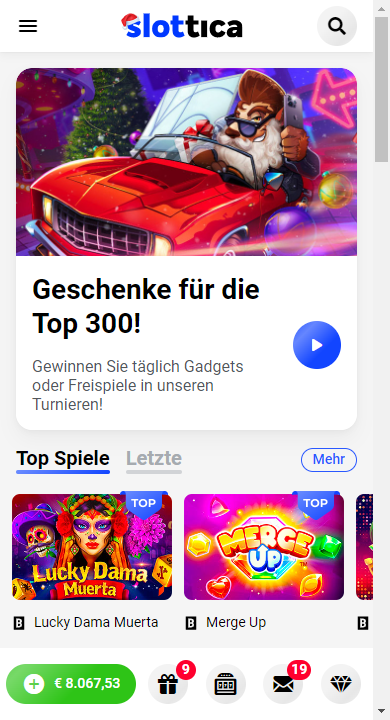 slottica
Geschenke für die
Top 300!
Gewinnen Sie täglich Gadgets
oder Freispiele in unseren
Turnieren!
Top Spiele
Letzte
Mehr
TOP
TOP
Lucky Dama
Muerta
MERGE
UP
TM
Lucky Dama Muerta
Merge Up
€ 8.067,53
9
19